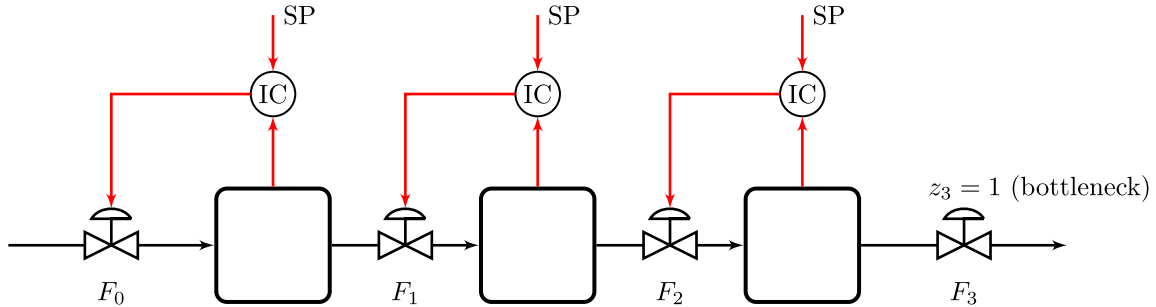 SP
SP
SP
IC
IC
IC
z₃ = 1 (bottleneck)
F₀
F₁
F₂
F₃